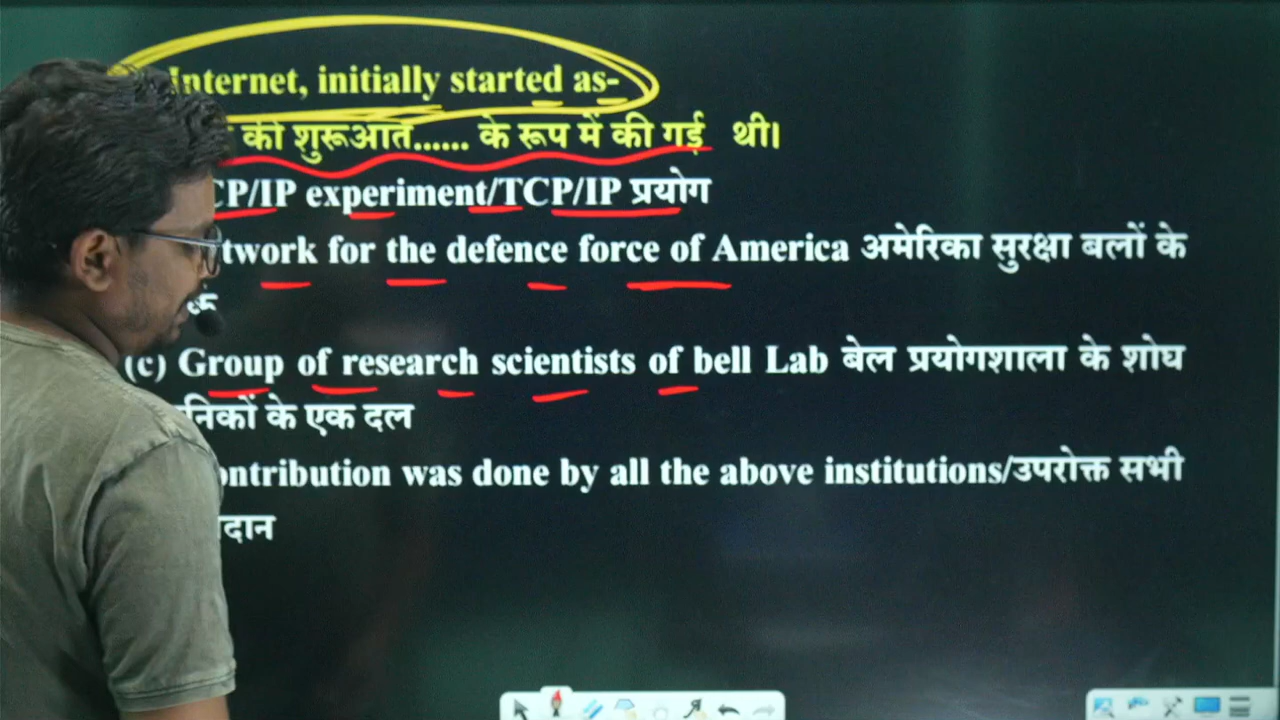 Internet, initially started as-
की शुरूआत...... के रूप में की गई थी।
CP/IP experiment/TCP/IP प्रयोग
twork for the defence force of America अमेरिका सुरक्षा बलों के
(c) Group of research scientists of bell Lab बेल प्रयोगशाला के शोघ
निकों के एक दल
ontribution was done by all the above institutions/उपरोक्त सभी
दान